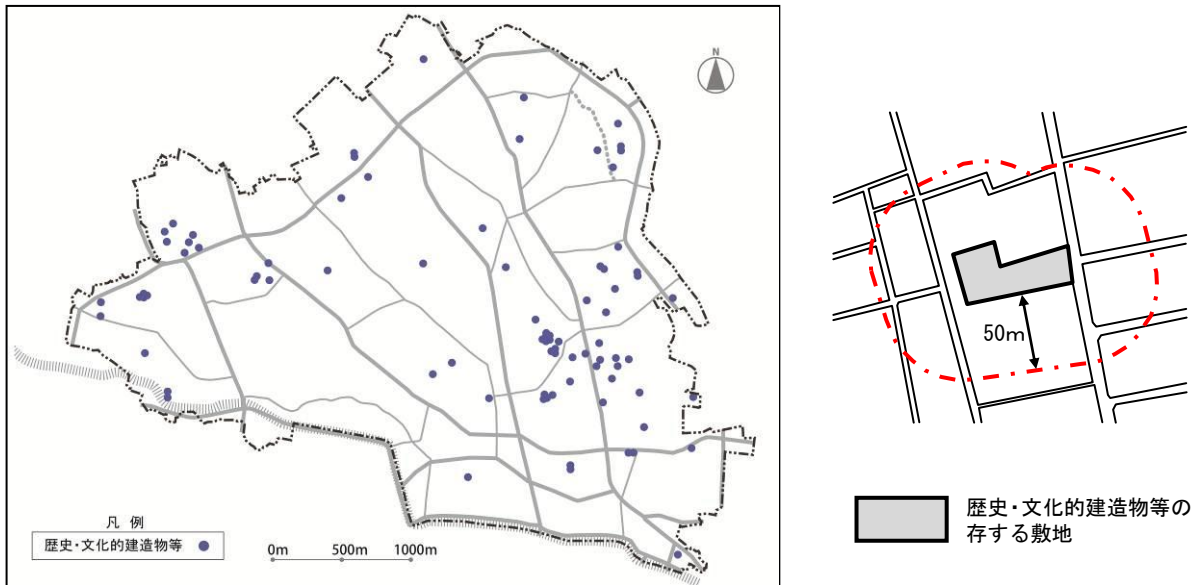 N
凡 例
歴史・文化的建造物等
0m 500m 1000m
50m
歴史・文化的建造物等の
存する敷地